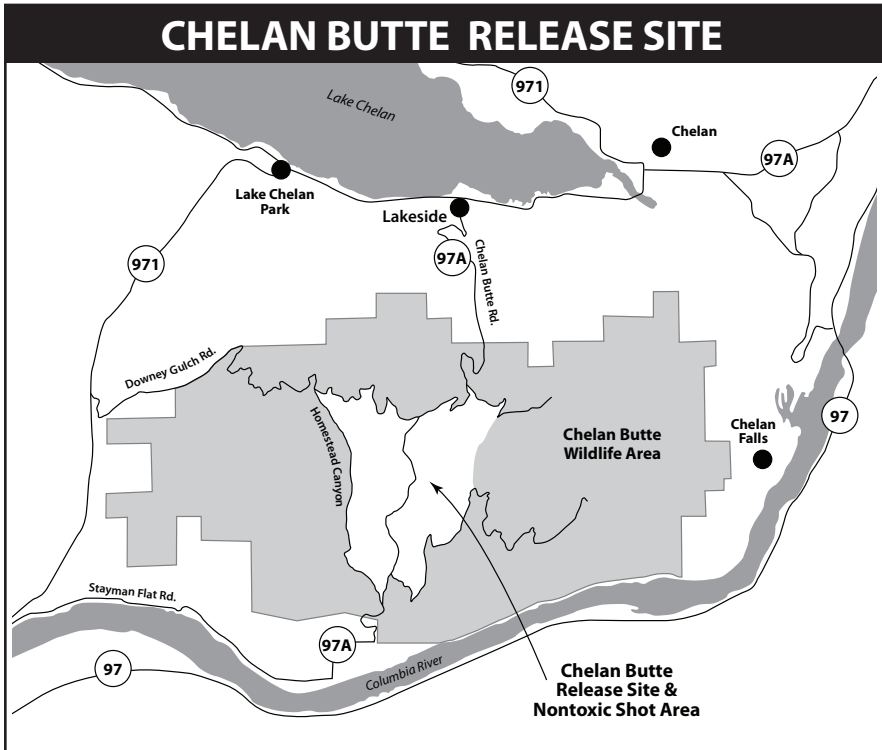 CHELAN BUTTE RELEASE SITE
971
Lake Chelan
Chelan
97A
Lake Chelan
Park
Lakeside
971
97A
Chelan Butte Rd.
Downey Gulch Rd.
Homestead Canyon
Chelan Butte
Wildlife Area
Chelan
Falls
97
Stayman Flat Rd.
97A
97
Columbia River
Chelan Butte
Release Site &
Nontoxic Shot Area